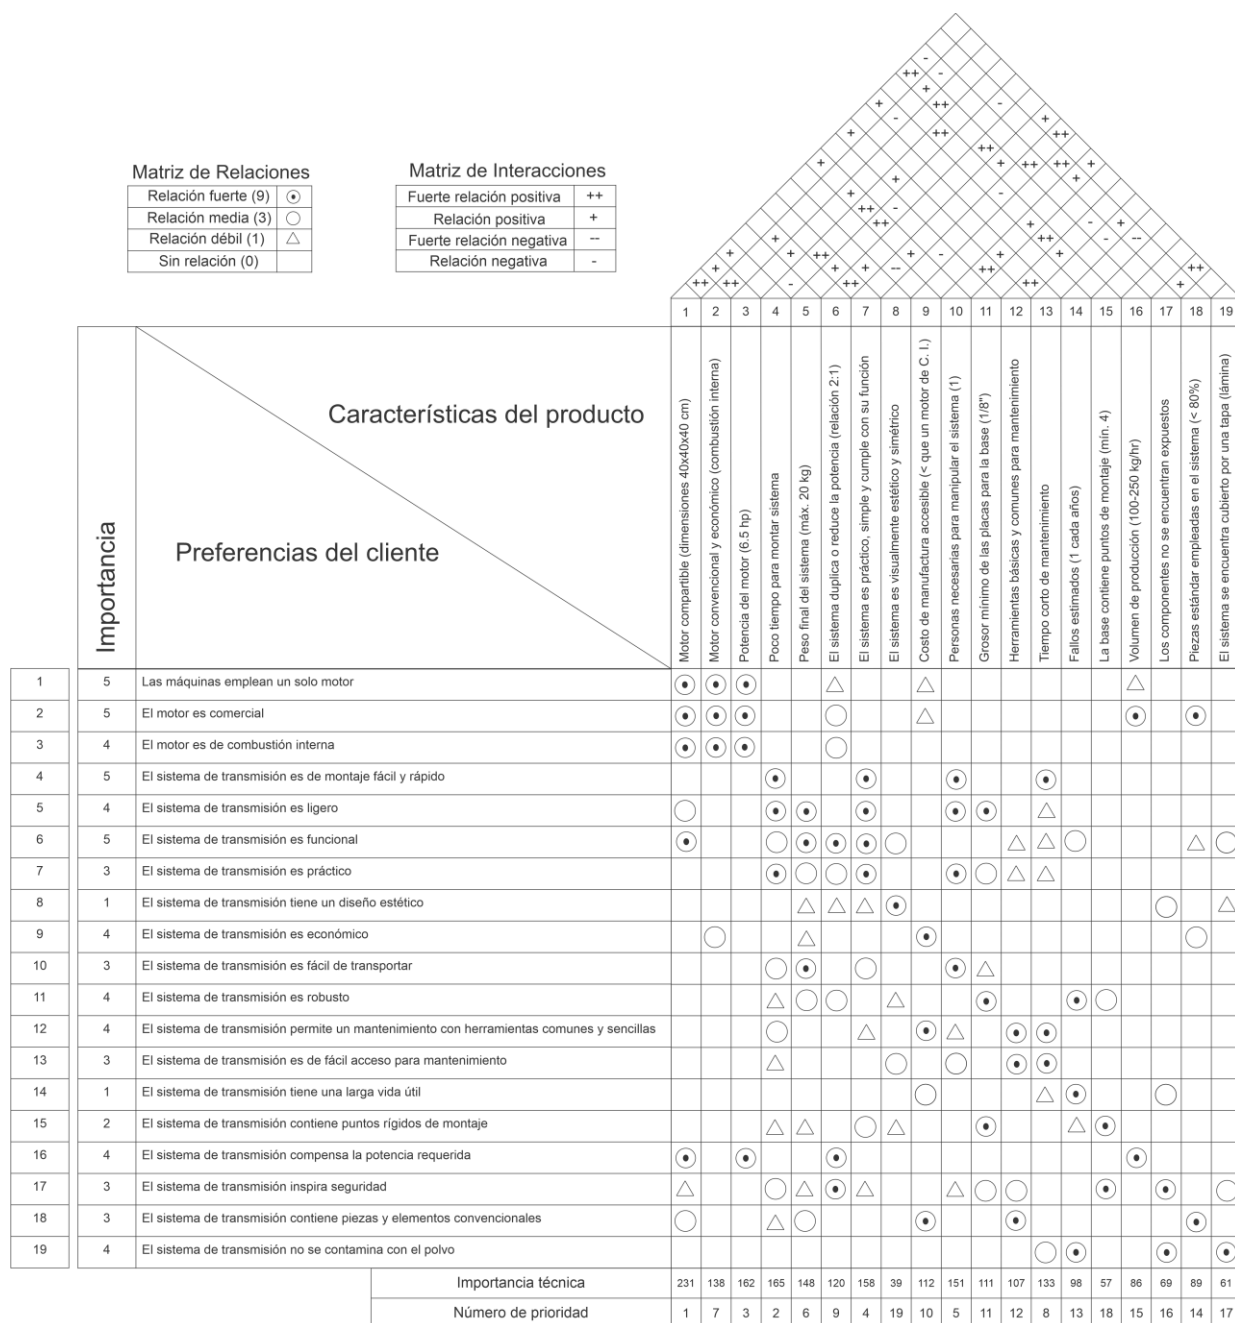 Matriz de Relaciones
Relación fuerte (9)
Relación media (3)
Relación débil (1)
Sin relación (0)
Matriz de Interacciones
Fuerte relación positiva ++
Relación positiva +
Fuerte relación negativa --
Relación negativa -
1 2 3 4 5 6 7 8 9 10 11 12 13 14 15 16 17 18 19
Importancia
Características del producto
Preferencias del cliente
Motor compartible (dimensiones 40x40x40 cm)
Motor convencional y económico (combustión interna)
Potencia del motor (6.5 hp)
Poco tiempo para montar sistema
Peso final del sistema (máx. 20 kg)
El sistema duplica o reduce la potencia (relación 2:1)
El sistema es práctico, simple y cumple con su función
El sistema es visualmente estético y simétrico
Costo de manufactura accesible (< que un motor de C. I.)
Personas necesarias para manipular el sistema (1)
Grosor mínimo de las placas para la base (1/8")
Herramientas básicas y comunes para mantenimiento
Tiempo corto de mantenimiento
Fallos estimados (1 cada años)
La base contiene puntos de montaje (mín. 4)
Volumen de producción (100-250 kg/hr)
Los componentes no se encuentran expuestos
Piezas estándar empleadas en el sistema (< 80%)
El sistema se encuentra cubierto por una tapa (lámina)
1 5 Las máquinas emplean un solo motor
2 5 El motor es comercial
3 4 El motor es de combustión interna
4 5 El sistema de transmisión es de montaje fácil y rápido
5 4 El sistema de transmisión es ligero
6 5 El sistema de transmisión es funcional
7 3 El sistema de transmisión es práctico
8 1 El sistema de transmisión tiene un diseño estético
9 4 El sistema de transmisión es económico
10 3 El sistema de transmisión es fácil de transportar
11 4 El sistema de transmisión es robusto
12 4 El sistema de transmisión permite un mantenimiento con herramientas comunes y sencillas
13 3 El sistema de transmisión es de fácil acceso para mantenimiento
14 1 El sistema de transmisión tiene una larga vida útil
15 2 El sistema de transmisión contiene puntos rígidos de montaje
16 4 El sistema de transmisión compensa la potencia requerida
17 3 El sistema de transmisión inspira seguridad
18 3 El sistema de transmisión contiene piezas y elementos convencionales
19 4 El sistema de transmisión no se contamina con el polvo
Importancia técnica 231 138 162 165 148 120 158 39 112 151 111 107 133 98 57 86 69 89 61
Número de prioridad 1 7 3 2 6 9 4 19 10 5 11 12 8 13 18 15 16 14 17